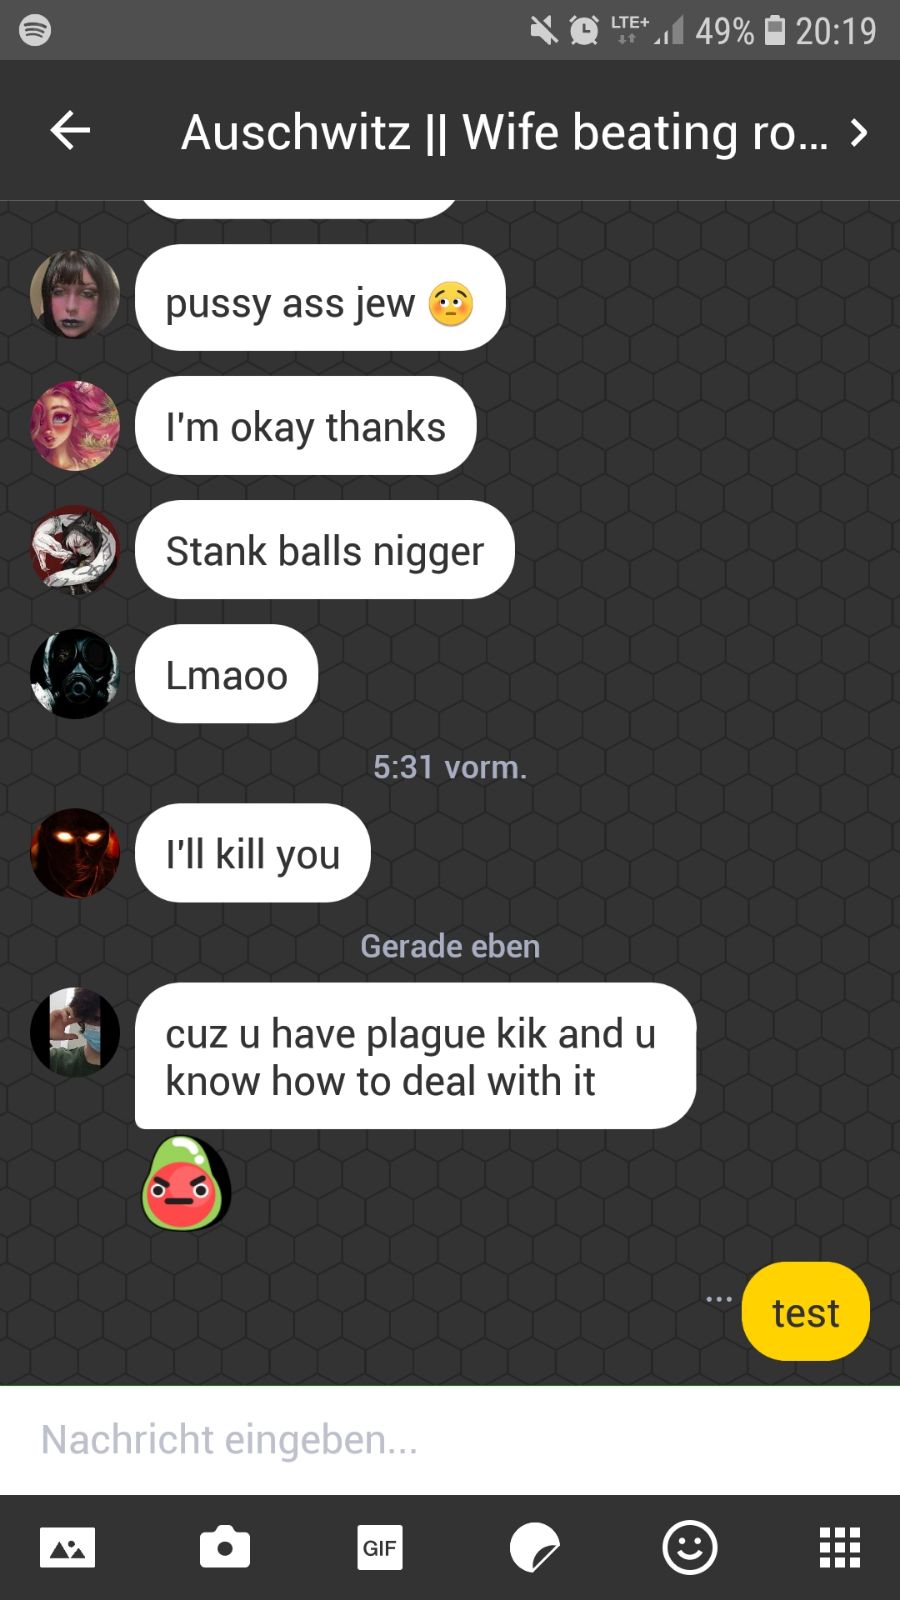 LTE+ 49% 20:19
Auschwitz || Wife beating ro...
pussy ass jew
I'm okay thanks
Stank balls nigger
Lmaoo
5:31 vorm.
I'll kill you
Gerade eben
cuz u have plague kik and u
know how to deal with it
... test
Nachricht eingeben...
GIF